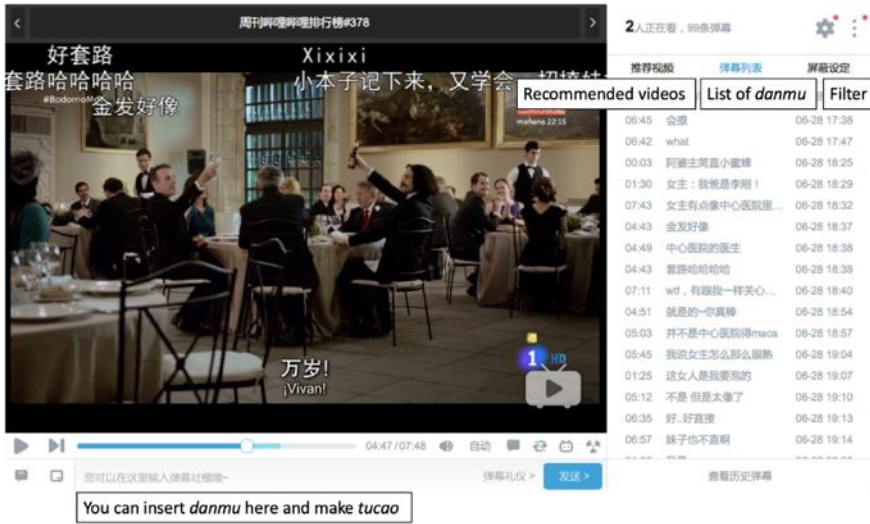 周刊哔哩哔哩排行榜#378
2人正在看，99条弹幕
好套路
Xixixi
套路哈哈哈哈
小本子记下来，又学会一招撩妹
#BodornoMdR
金发好像
mañana 22:15
推荐视频 弹幕列表 屏蔽设定
Recommended videos
List of danmu
Filter
06:45 会撩 06-28 17:38
06:42 what 06-28 17:47
00:03 阿婆主简直小蜜蜂 06-28 18:25
01:30 女主：我爸是李刚！ 06-28 18:29
07:43 女主有点像中心医院里... 06-28 18:32
04:43 金发好像 06-28 18:37
04:49 中心医院的医生 06-28 18:38
04:43 套路哈哈哈哈 06-28 18:38
07:11 wtf，有跟我一样关心... 06-28 18:40
04:51 就是的~你真棒 06-28 18:54
05:03 并不是中心医院得maca 06-28 18:57
05:45 我说女主怎么那么眼熟 06-28 19:04
01:25 这女人是我要泡的 06-28 19:07
05:12 不是 但是太像了 06-28 19:10
06:35 好..好直接 06-28 19:13
06:57 妹子也不直啊 06-28 19:14
查看历史弹幕
1 HD
万岁!
¡Vivan!
04:47/07:48 自动
您可以在这里输入弹幕吐槽哦~ 弹幕礼仪 > 发送 >
You can insert danmu here and make tucao